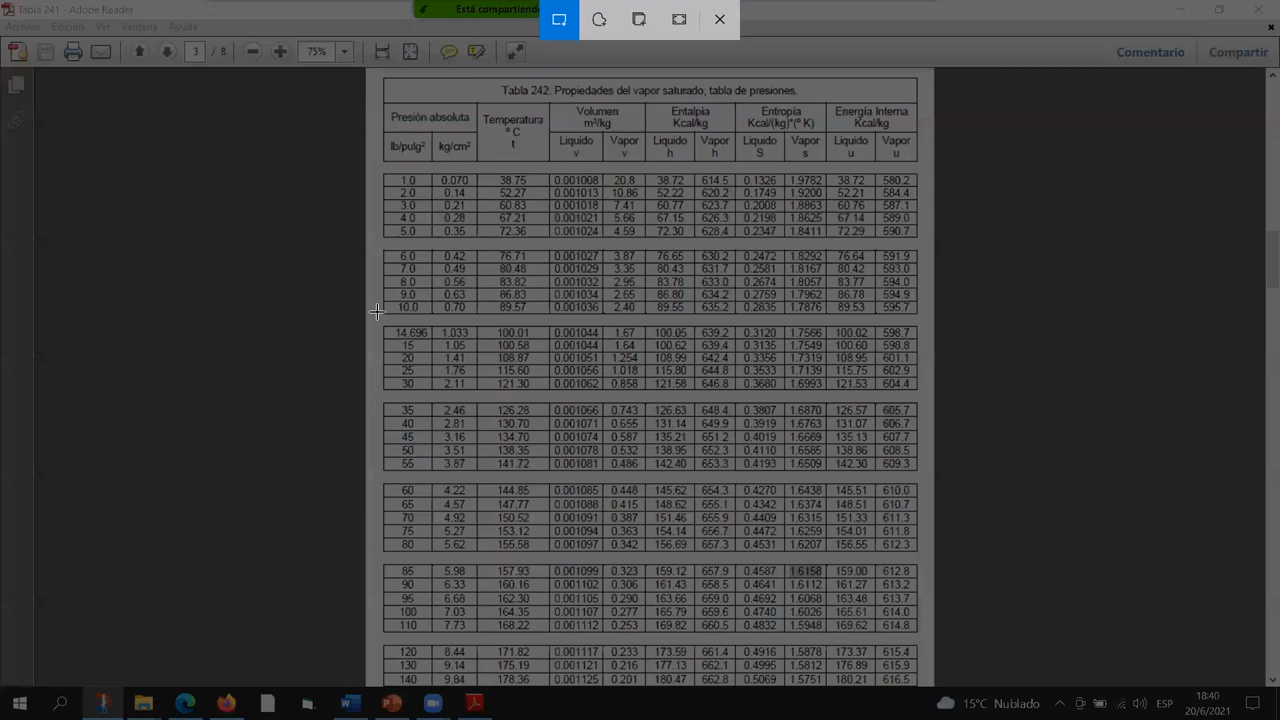 Tabla 241 - Adobe Reader
Está compartiendo
Archivo Edición Ver Ventana Ayuda
3 / 8 75% Comentario Compartir
Tabla 242. Propiedades del vapor saturado; tabla de presiones.
Presión absoluta Temperatura Volumen Entalpia Entropía Energía Interna
º C m³/kg Kcal/kg Kcal/(kg)*(º K) Kcal/kg
lb/pulg² kg/cm² t Liquido Vapor Liquido Vapor Liquido Vapor Liquido Vapor
v v h h S s u u
1.0 0.070 38.75 0.001008 20.8 38.72 614.5 0.1326 1.9782 38.72 580.2
2.0 0.14 52.27 0.001013 10.86 52.22 620.2 0.1749 1.9200 52.21 584.4
3.0 0.21 60.83 0.001018 7.41 60.77 623.7 0.2008 1.8863 60.76 587.1
4.0 0.28 67.21 0.001021 5.66 67.15 626.3 0.2198 1.8625 67.14 589.0
5.0 0.35 72.36 0.001024 4.59 72.30 628.4 0.2347 1.8411 72.29 590.7
6.0 0.42 76.71 0.001027 3.87 76.65 630.2 0.2472 1.8292 76.64 591.9
7.0 0.49 80.48 0.001029 3.35 80.43 631.7 0.2581 1.8167 80.42 593.0
8.0 0.56 83.82 0.001032 2.95 83.78 633.0 0.2674 1.8057 83.77 594.0
9.0 0.63 86.83 0.001034 2.65 86.80 634.2 0.2759 1.7962 86.78 594.9
10.0 0.70 89.57 0.001036 2.40 89.55 635.2 0.2835 1.7876 89.53 595.7
14.696 1.033 100.01 0.001044 1.67 100.05 639.2 0.3120 1.7566 100.02 598.7
15 1.05 100.58 0.001044 1.64 100.62 639.4 0.3135 1.7549 100.60 598.8
20 1.41 108.87 0.001051 1.254 108.99 642.4 0.3356 1.7319 108.95 601.1
25 1.76 115.60 0.001056 1.018 115.80 644.8 0.3533 1.7139 115.75 602.9
30 2.11 121.30 0.001062 0.858 121.58 646.8 0.3680 1.6993 121.53 604.4
35 2.46 126.28 0.001066 0.743 126.63 648.4 0.3807 1.6870 126.57 605.7
40 2.81 130.70 0.001071 0.655 131.14 649.9 0.3919 1.6763 131.07 606.7
45 3.16 134.70 0.001074 0.587 135.21 651.2 0.4019 1.6669 135.13 607.7
50 3.51 138.35 0.001078 0.532 138.95 652.3 0.4110 1.6585 138.86 608.5
55 3.87 141.72 0.001081 0.486 142.40 653.3 0.4193 1.6509 142.30 609.3
60 4.22 144.85 0.001085 0.448 145.62 654.3 0.4270 1.6438 145.51 610.0
65 4.57 147.77 0.001088 0.415 148.62 655.1 0.4342 1.6374 148.51 610.7
70 4.92 150.52 0.001091 0.387 151.46 655.9 0.4409 1.6315 151.33 611.3
75 5.27 153.12 0.001094 0.363 154.14 656.7 0.4472 1.6259 154.01 611.8
80 5.62 155.58 0.001097 0.342 156.69 657.3 0.4531 1.6207 156.55 612.3
85 5.98 157.93 0.001099 0.323 159.12 657.9 0.4587 1.6158 159.00 612.8
90 6.33 160.16 0.001102 0.306 161.43 658.5 0.4641 1.6112 161.27 613.2
95 6.68 162.30 0.001105 0.290 163.66 659.0 0.4692 1.6068 163.48 613.7
100 7.03 164.35 0.001107 0.277 165.79 659.6 0.4740 1.6026 165.61 614.0
110 7.73 168.22 0.001112 0.253 169.82 660.5 0.4832 1.5948 169.62 614.8
120 8.44 171.82 0.001117 0.233 173.59 661.4 0.4916 1.5878 173.37 615.4
130 9.14 175.19 0.001121 0.216 177.13 662.1 0.4995 1.5812 176.89 615.9
140 9.84 178.36 0.001125 0.201 180.47 662.8 0.5069 1.5751 180.21 616.5
15°C Nublado ESP 18:40
20/6/2021